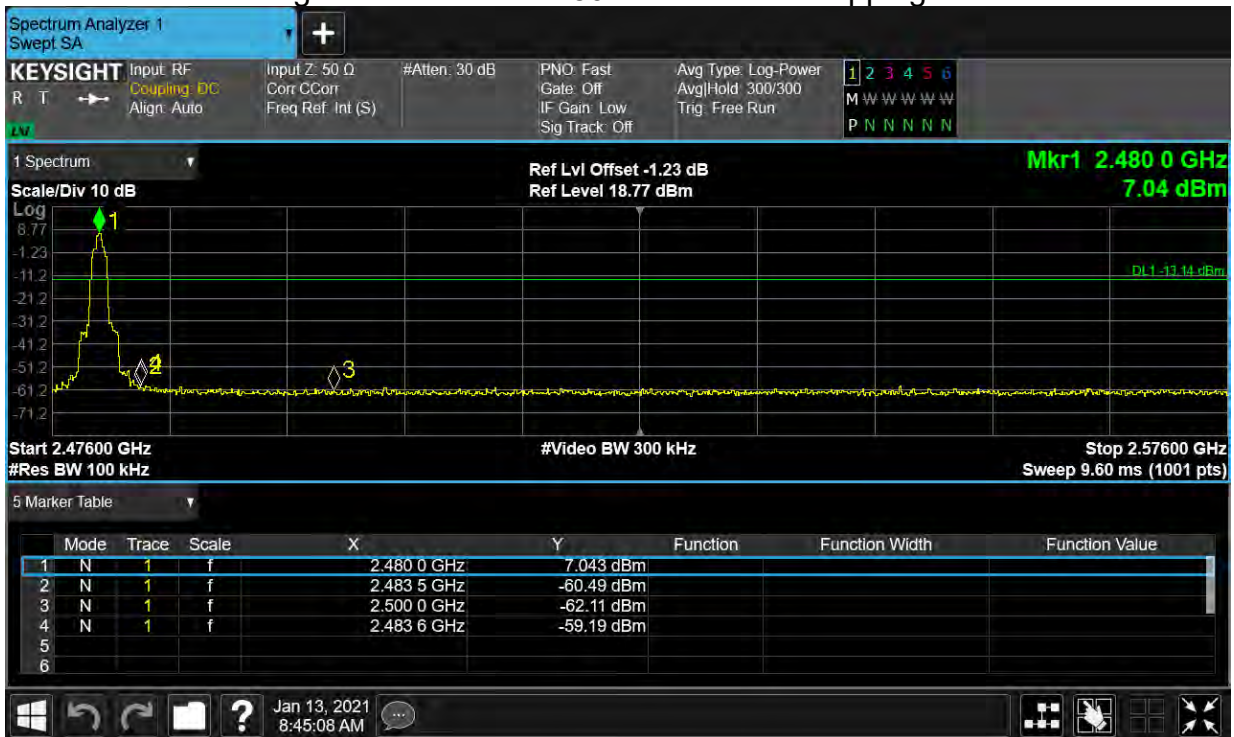 Spectrum Analyzer 1
Swept SA
+
KEYSIGHT Input: RF Input Z: 50 Ω #Atten: 30 dB PNO: Fast Avg Type: Log-Power 1 2 3 4 5 6
R T Coupling: DC Corr CCorr Gate: Off Avg|Hold: 300/300 M W W W W W
Align: Auto Freq Ref: Int (S) IF Gain: Low Trig: Free Run P N N N N N
LXI Sig Track: Off
1 Spectrum
Ref Lvl Offset -1.23 dB Mkr1 2.480 0 GHz
Scale/Div 10 dB Ref Level 18.77 dBm 7.04 dBm
Log
1
8.77
-1.23
-11.2 DL1 -13.14 dBm
-21.2
-31.2
-41.2
-51.2 2 4 3
-61.2
-71.2
Start 2.47600 GHz #Video BW 300 kHz Stop 2.57600 GHz
#Res BW 100 kHz Sweep 9.60 ms (1001 pts)
5 Marker Table
Mode Trace Scale X Y Function Function Width Function Value
1 N 1 f 2.480 0 GHz 7.043 dBm
2 N 1 f 2.483 5 GHz -60.49 dBm
3 N 1 f 2.500 0 GHz -62.11 dBm
4 N 1 f 2.483 6 GHz -59.19 dBm
5
6
? Jan 13, 2021
8:45:08 AM